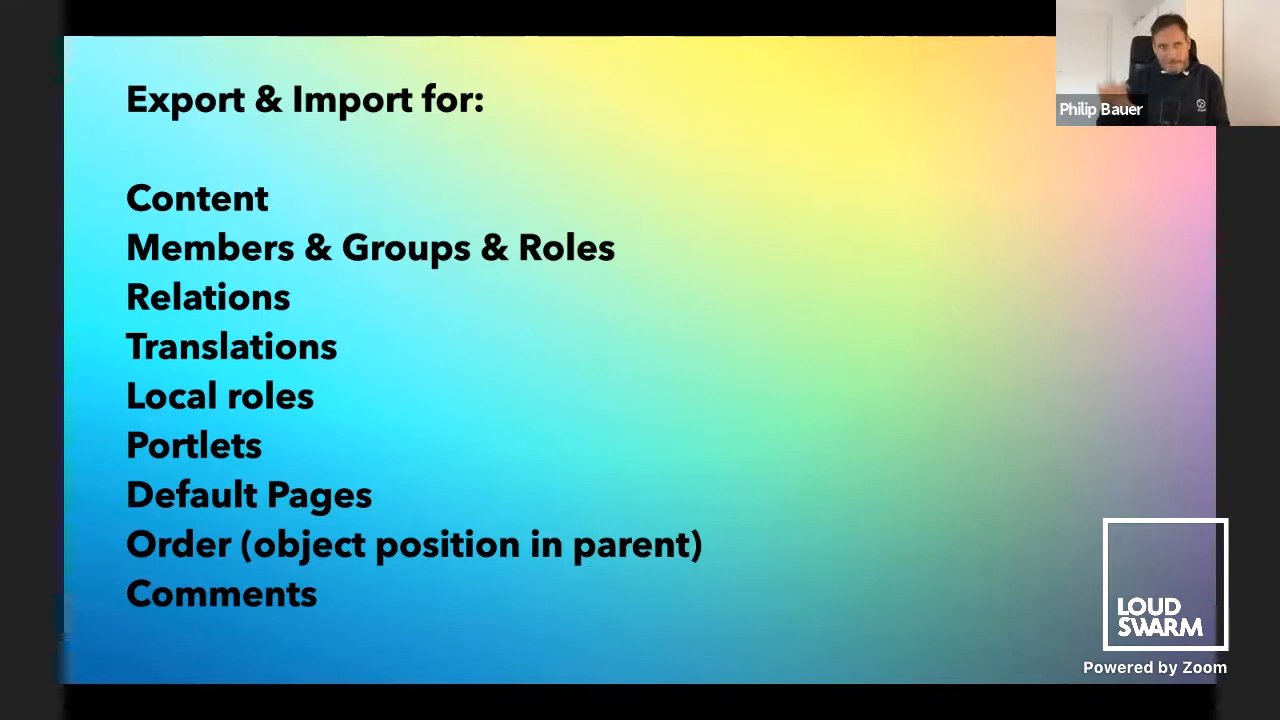 Export & Import for:
Content
Members & Groups & Roles
Relations
Translations
Local roles
Portlets
Default Pages
Order (object position in parent)
Comments
Philip Bauer
LOUD
SWARM
Powered by Zoom